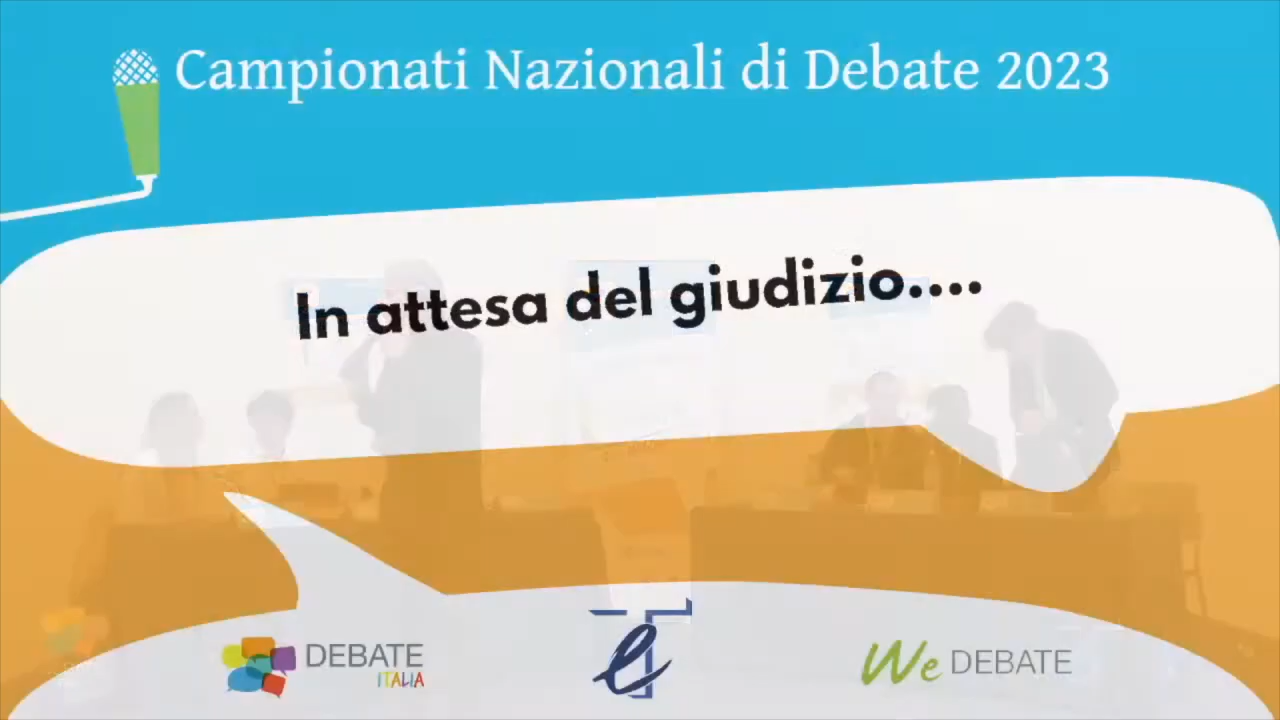 Campionati Nazionali di Debate 2023
In attesa del giudizio....
DEBATE
ITALIA
We DEBATE